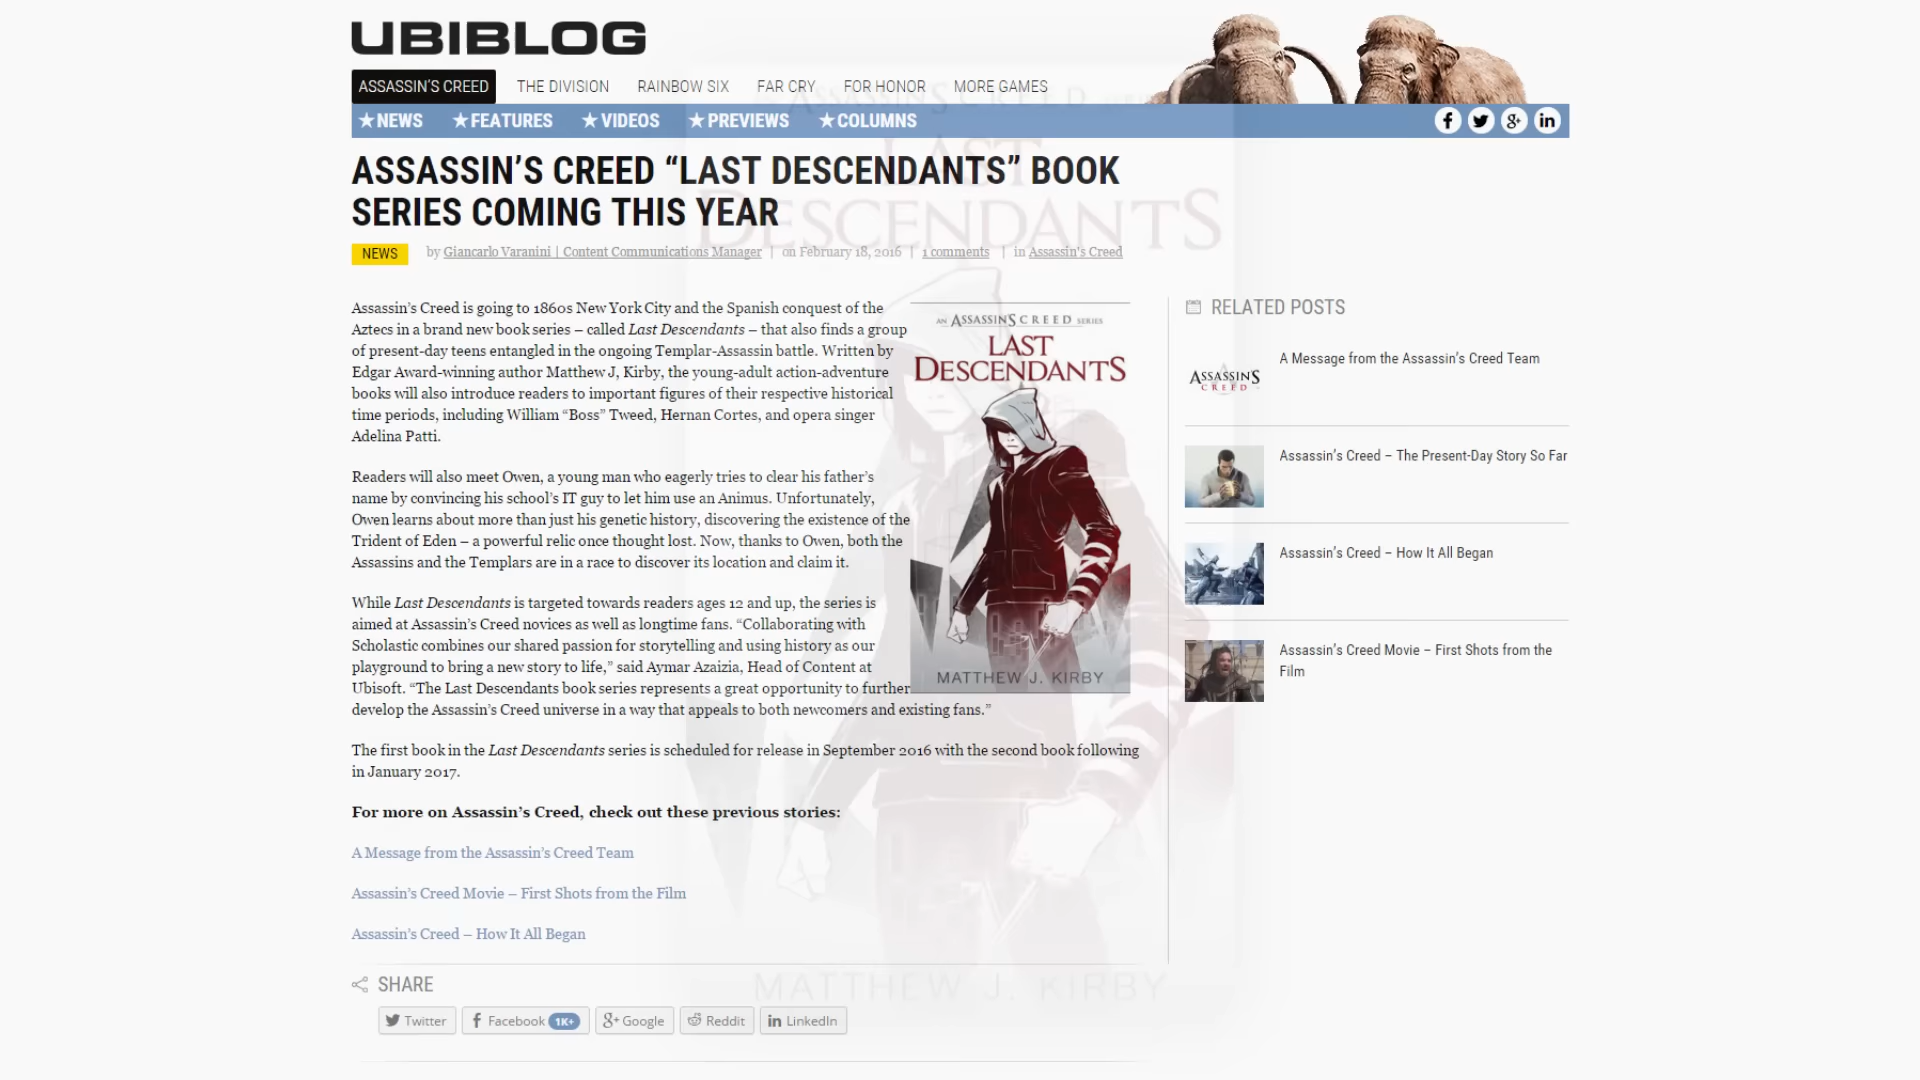 UBIBLOG
ASSASSIN'S CREED THE DIVISION RAINBOW SIX FAR CRY FOR HONOR MORE GAMES
★NEWS ★FEATURES ★VIDEOS ★PREVIEWS ★COLUMNS
ASSASSIN'S CREED “LAST DESCENDANTS” BOOK
SERIES COMING THIS YEAR
NEWS by Giancarlo Varanini | Content Communications Manager | on February 18, 2016 | 1 comments | in Assassin's Creed
Assassin's Creed is going to 1860s New York City and the Spanish conquest of the
Aztecs in a brand new book series – called Last Descendants – that also finds a group
of present-day teens entangled in the ongoing Templar-Assassin battle. Written by
Edgar Award-winning author Matthew J, Kirby, the young-adult action-adventure
books will also introduce readers to important figures of their respective historical
time periods, including William “Boss” Tweed, Hernan Cortes, and opera singer
Adelina Patti.
Readers will also meet Owen, a young man who eagerly tries to clear his father's
name by convincing his school's IT guy to let him use an Animus. Unfortunately,
Owen learns about more than just his genetic history, discovering the existence of the
Trident of Eden – a powerful relic once thought lost. Now, thanks to Owen, both the
Assassins and the Templars are in a race to discover its location and claim it.
While Last Descendants is targeted towards readers ages 12 and up, the series is
aimed at Assassin's Creed novices as well as longtime fans. “Collaborating with
Scholastic combines our shared passion for storytelling and using history as our
playground to bring a new story to life,” said Aymar Azaizia, Head of Content at
Ubisoft. “The Last Descendants book series represents a great opportunity to further
develop the Assassin's Creed universe in a way that appeals to both newcomers and existing fans.”
The first book in the Last Descendants series is scheduled for release in September 2016 with the second book following
in January 2017.
For more on Assassin's Creed, check out these previous stories:
A Message from the Assassin's Creed Team
Assassin's Creed Movie – First Shots from the Film
Assassin's Creed – How It All Began
SHARE
Twitter Facebook 1K+ Google Reddit LinkedIn
AN ASSASSIN'S CREED SERIES
LAST
DESCENDANTS
MATTHEW J. KIRBY
RELATED POSTS
A Message from the Assassin's Creed Team
ASSASSIN'S
CREED
Assassin's Creed – The Present-Day Story So Far
Assassin's Creed – How It All Began
Assassin's Creed Movie – First Shots from the
Film
ASSASSIN'S CREED
LAST
DESCENDANTS
MATTHEW J. KIRBY